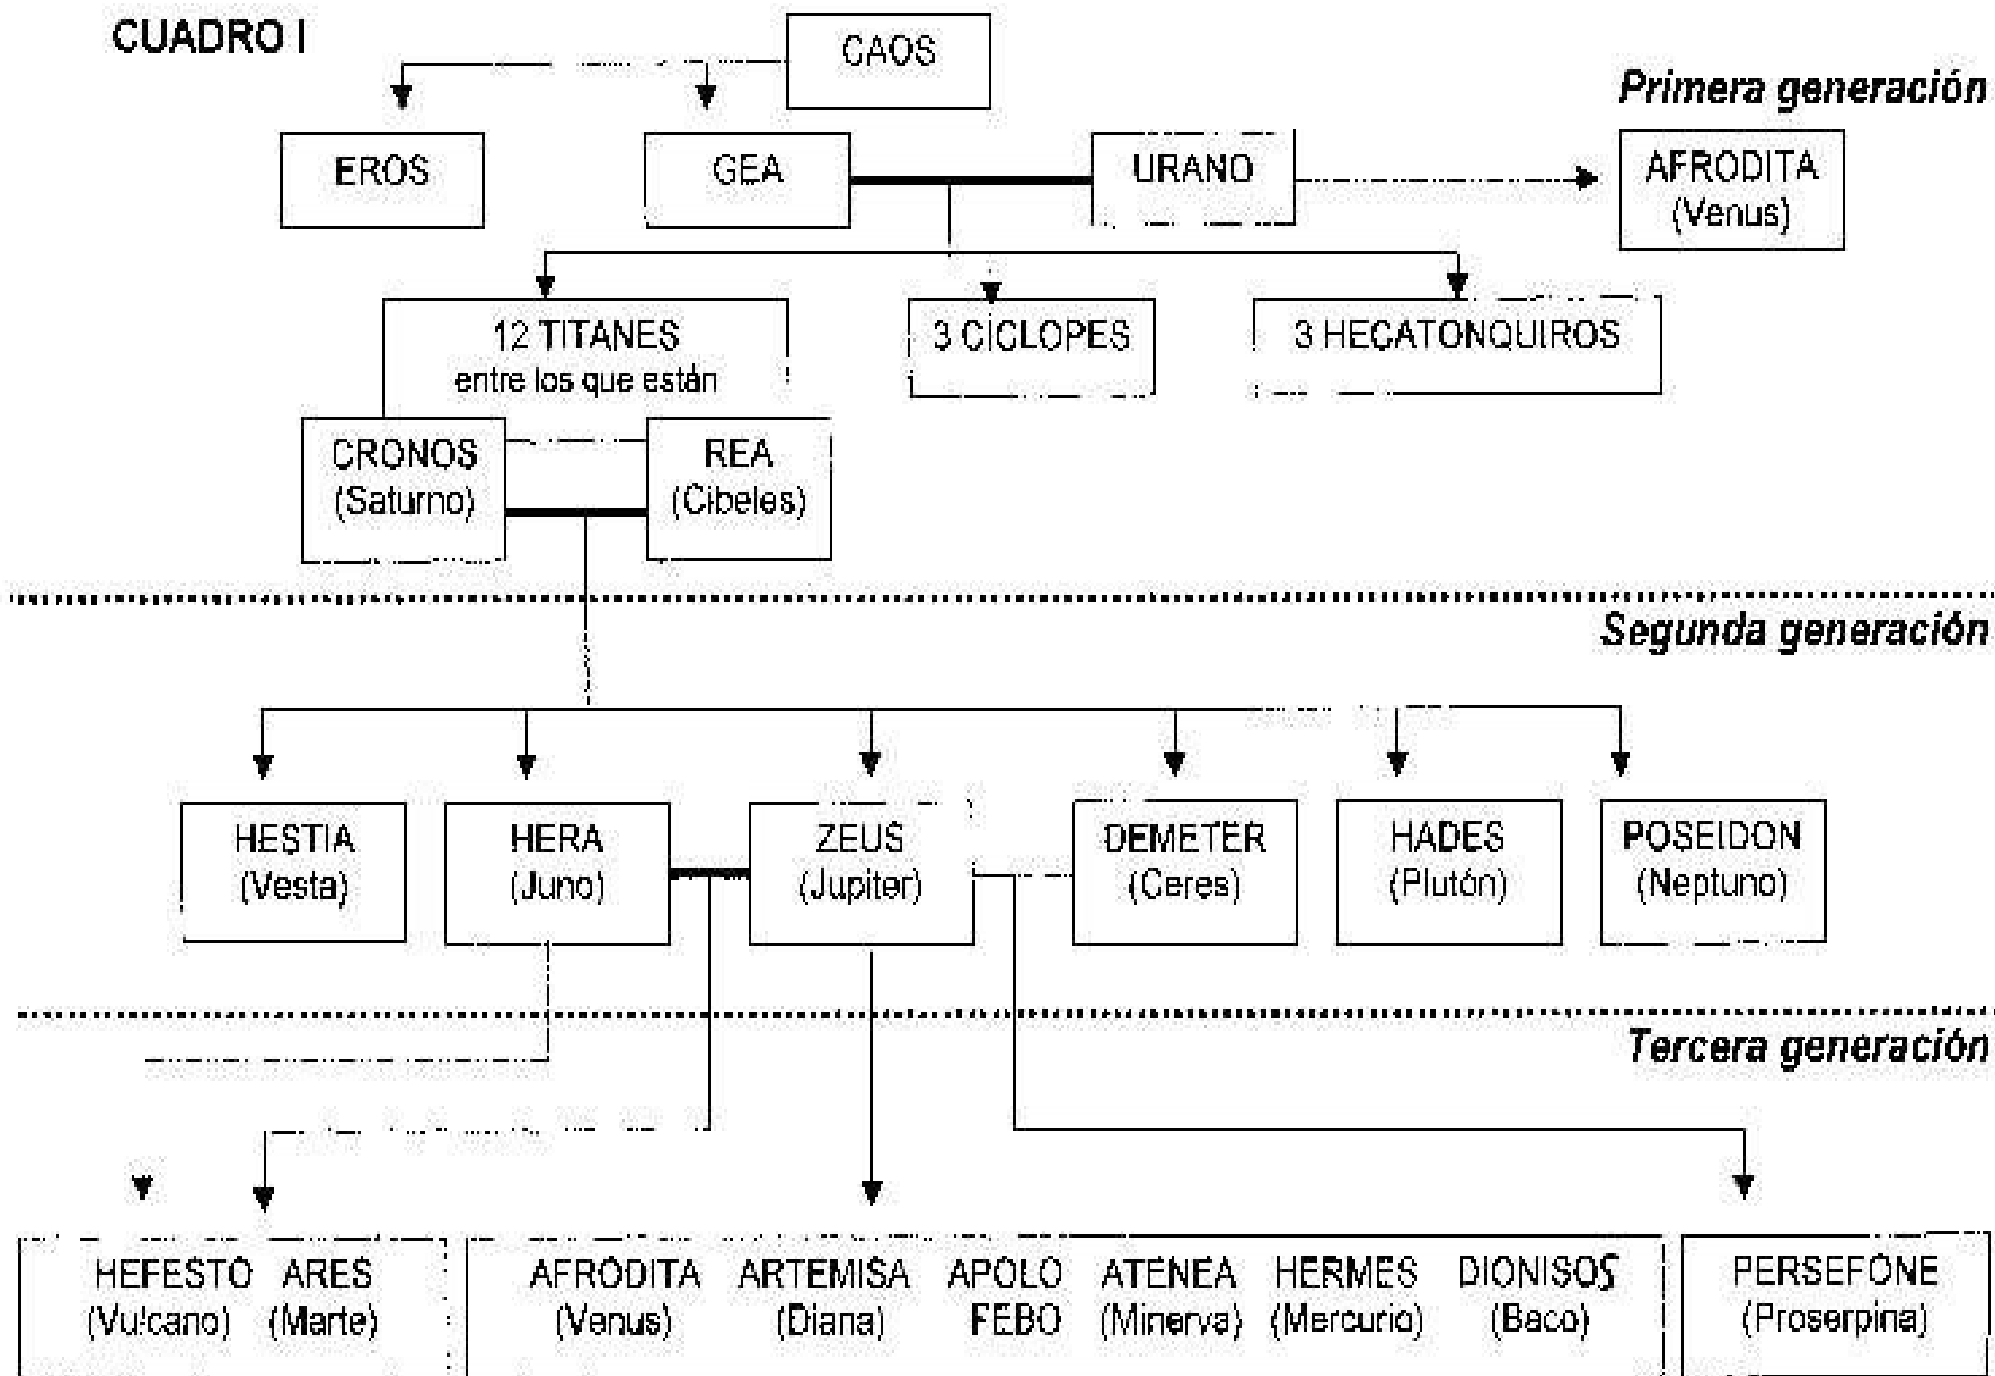 CUADRO I
CAOS
Primera generación
EROS
GEA
URANO
AFRODITA
(Venus)
12 TITANES
entre los que están
3 CÍCLOPES
3 HECATONQUIROS
CRONOS
(Saturno)
REA
(Cibeles)
Segunda generación
HESTIA
(Vesta)
HERA
(Juno)
ZEUS
(Jupiter)
DEMETER
(Ceres)
HADES
(Plutón)
POSEIDON
(Neptuno)
Tercera generación
HEFESTO
(Vulcano)
ARES
(Marte)
AFRODITA
(Venus)
ARTEMISA
(Diana)
APOLO
FEBO
ATENEA
(Minerva)
HERMES
(Mercurio)
DIONISOS
(Baco)
PERSEFONE
(Proserpina)